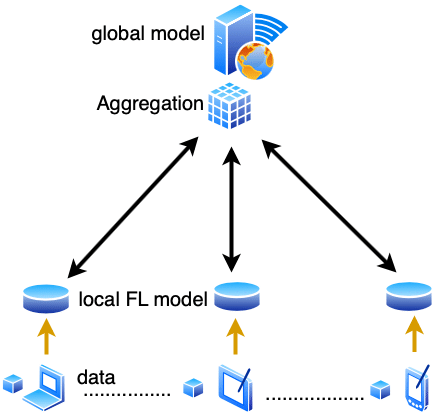 global model
Aggregation
local FL model
data